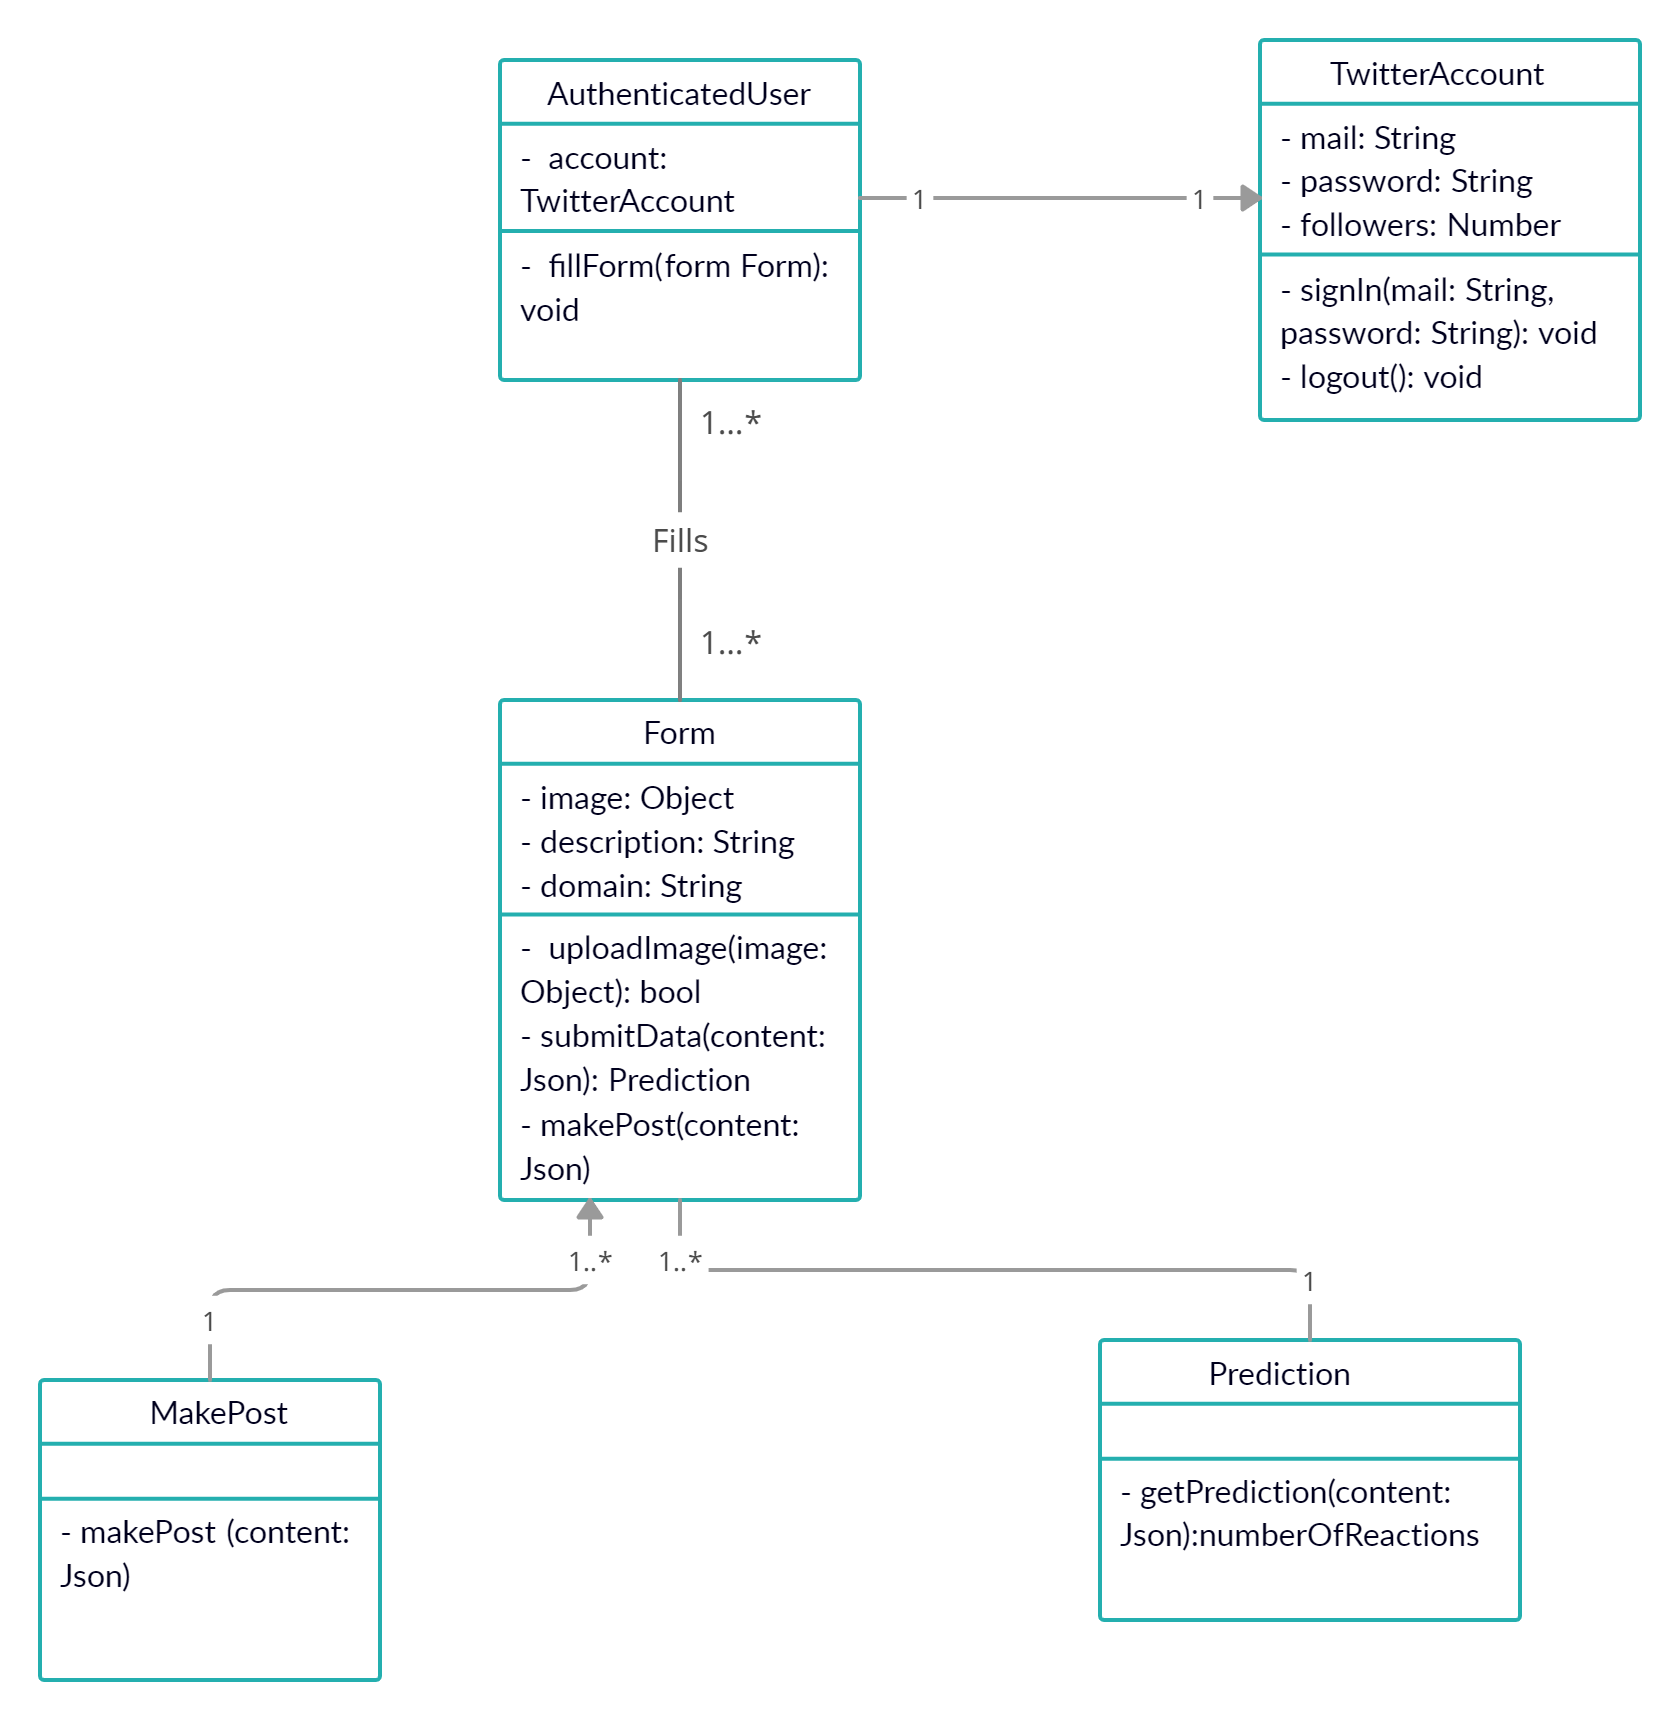 AuthenticatedUser
- account:
TwitterAccount
- fillForm(form Form):
void
1
1
TwitterAccount
- mail: String
- password: String
- followers: Number
- signIn(mail: String,
password: String): void
- logout(): void
1...*
Fills
1...*
Form
- image: Object
- description: String
- domain: String
- uploadImage(image:
Object): bool
- submitData(content:
Json): Prediction
- makePost(content:
Json)
1..*
1..*
1
1
MakePost
- makePost (content:
Json)
Prediction
- getPrediction(content:
Json):numberOfReactions